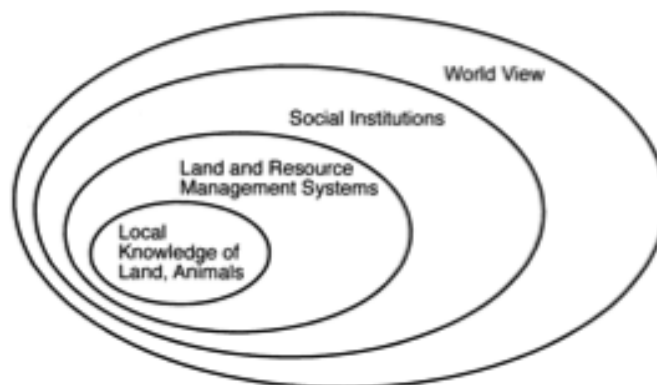 World View
Social Institutions
Land and Resource
Management Systems
Local
Knowledge of
Land, Animals